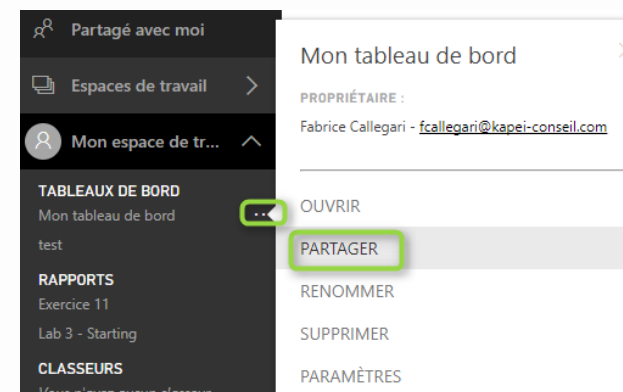 Partagé avec moi
Espaces de travail
Mon espace de tr...
TABLEAUX DE BORD
Mon tableau de bord
...
test
RAPPORTS
Exercice 11
Lab 3 - Starting
CLASSEURS
Mon tableau de bord
PROPRIÉTAIRE :
Fabrice Callegari - fcallegari@kapei-conseil.com
OUVRIR
PARTAGER
RENOMMER
SUPPRIMER
PARAMÈTRES